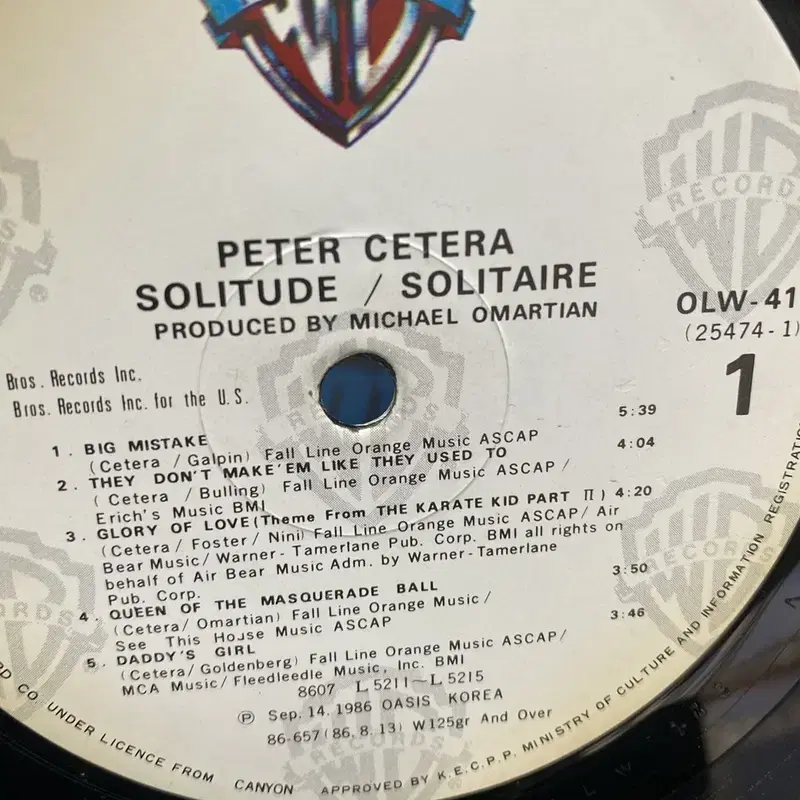 PETER CETERA
SOLITUDE / SOLITAIRE
PRODUCED BY MICHAEL OMARTIAN
OLW-41
(25474-1)
1
Bros. Records Inc.
Bros. Records Inc. for the U.S.
1. BIG MISTAKE 5:39
(Cetera / Galpin) Fall Line Orange Music ASCAP
2. THEY DON'T MAKE'EM LIKE THEY USED TO 4:04
( Cetera / Bulling) Fall Line Orange Music ASCAP /
Erich's Music BMI
3. GLORY OF LOVE(Theme From THE KARATE KID PART II) 4:20
(Cetera / Foster / Nini) Fall Line Orange Music ASCAP/ Air
Bear Music/ Warner-Tamerlane Pub. Corp. BMI all rights on
behalf of Air Bear Music Adm. by Warner-Tamerlane
Pub. Corp.
4. QUEEN OF THE MASQUERADE BALL 3:50
(Cetera/ Omartian) Fall Line Orange Music /
See This House Music ASCAP
5. DADDY'S GIRL 3:46
(Cetera/ Goldenberg) Fall Line Orange Music ASCAP/
MCA Music/ Fleedleedle Music, Inc. BMI
8607 L5211~L5215
℗ Sep. 14. 1986 OASIS KOREA
86-657(86. 8. 13) W125gr And Over
RD CO. UNDER LICENCE FROM CANYON APPROVED BY K.E.C.P.P. MINISTRY OF CULTURE AND INFORMATION REGISTRATION
RECORDS
RECORDS
RECORDS